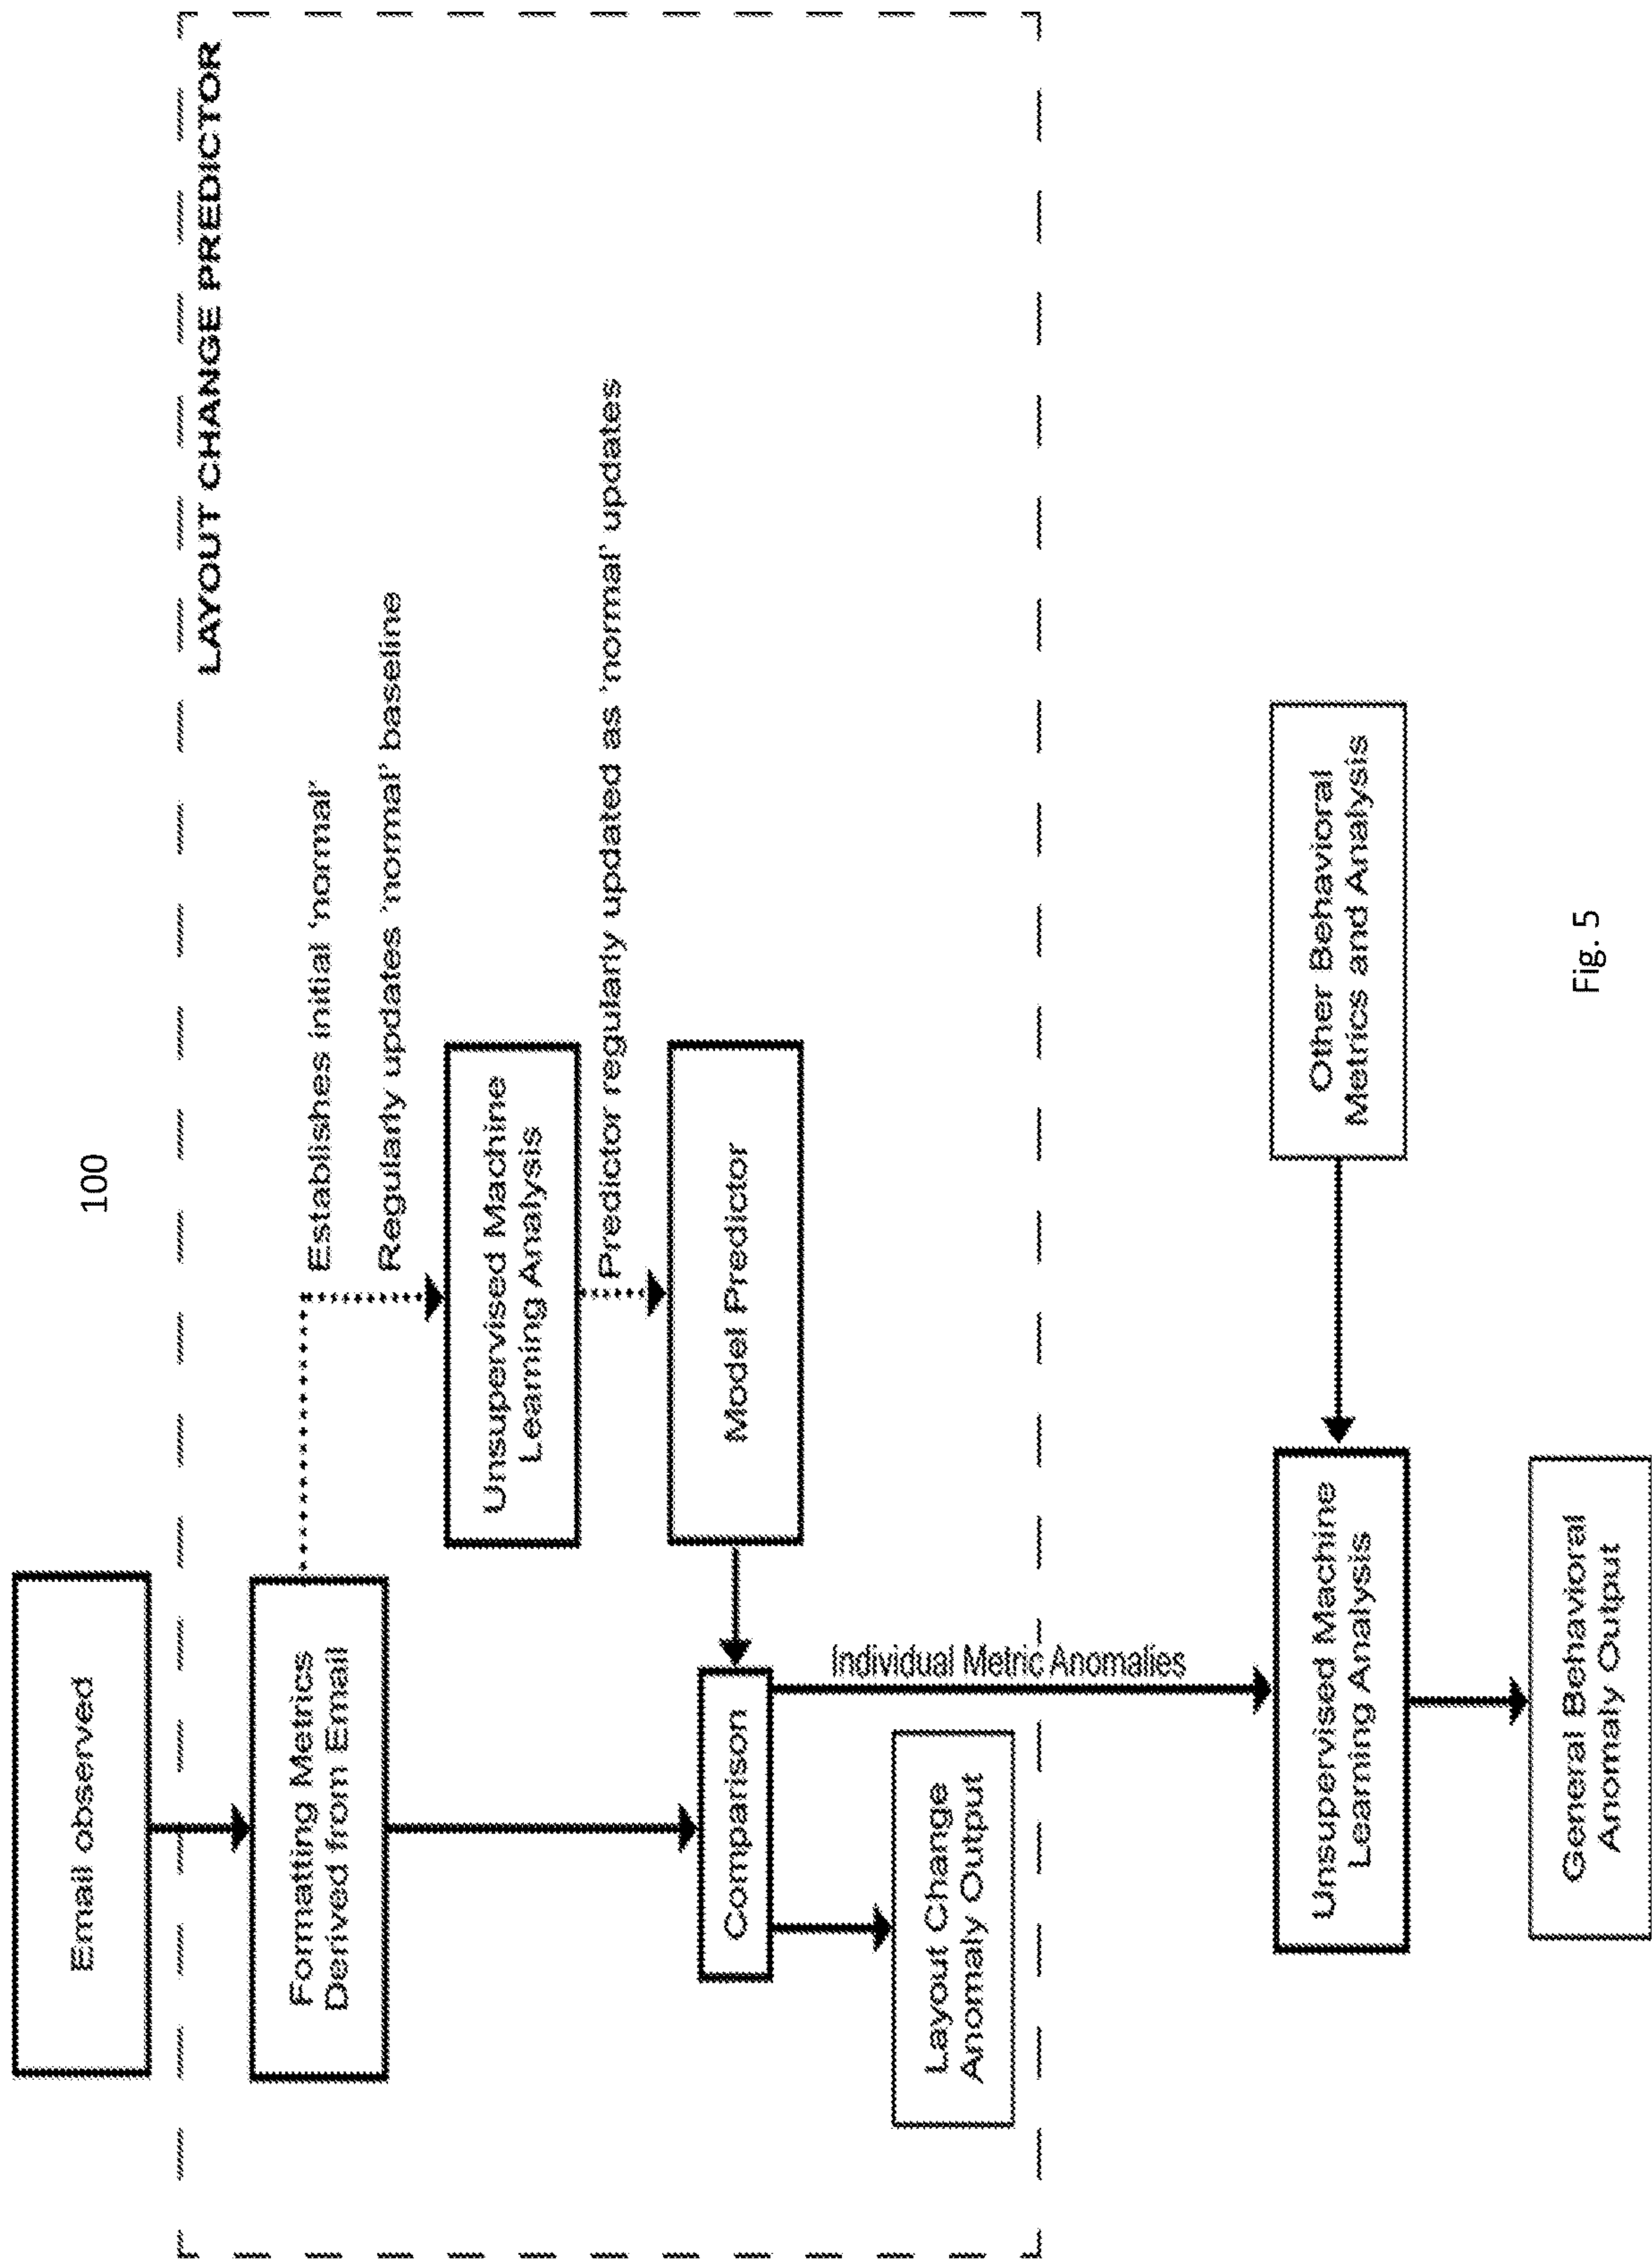 100
Email observed
LAYOUT CHANGE PREDICTOR
Formatting Metrics
Derived from Email
Establishes initial 'normal'
Regularly updates 'normal' baseline
Unsupervised Machine
Learning Analysis
Predictor regularly updated as 'normal' updates
Model Predictor
Comparison
Individual Metric Anomalies
Layout Change
Anomaly Output
Other Behavioral
Metrics and Analysis
Unsupervised Machine
Learning Analysis
General Behavioral
Anomaly Output
Fig. 5